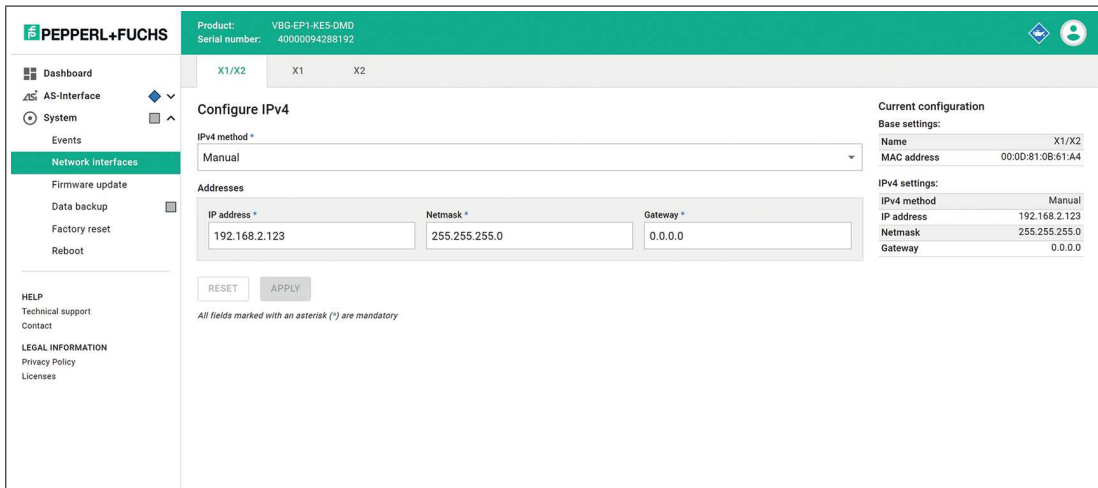 PEPPERL+FUCHS
Product: VBG-EP1-KE5-DMD
Serial number: 40000094288192
Dashboard
AS-Interface
System
Events
Network interfaces
Firmware update
Data backup
Factory reset
Reboot
HELP
Technical support
Contact
LEGAL INFORMATION
Privacy Policy
Licenses
X1/X2 X1 X2
Configure IPv4
IPv4 method *
Manual
Addresses
IP address * Netmask * Gateway *
192.168.2.123 255.255.255.0 0.0.0.0
RESET APPLY
All fields marked with an asterisk (*) are mandatory
Current configuration
Base settings:
Name X1/X2
MAC address 00:0D:81:0B:61:A4
IPv4 settings:
IPv4 method Manual
IP address 192.168.2.123
Netmask 255.255.255.0
Gateway 0.0.0.0